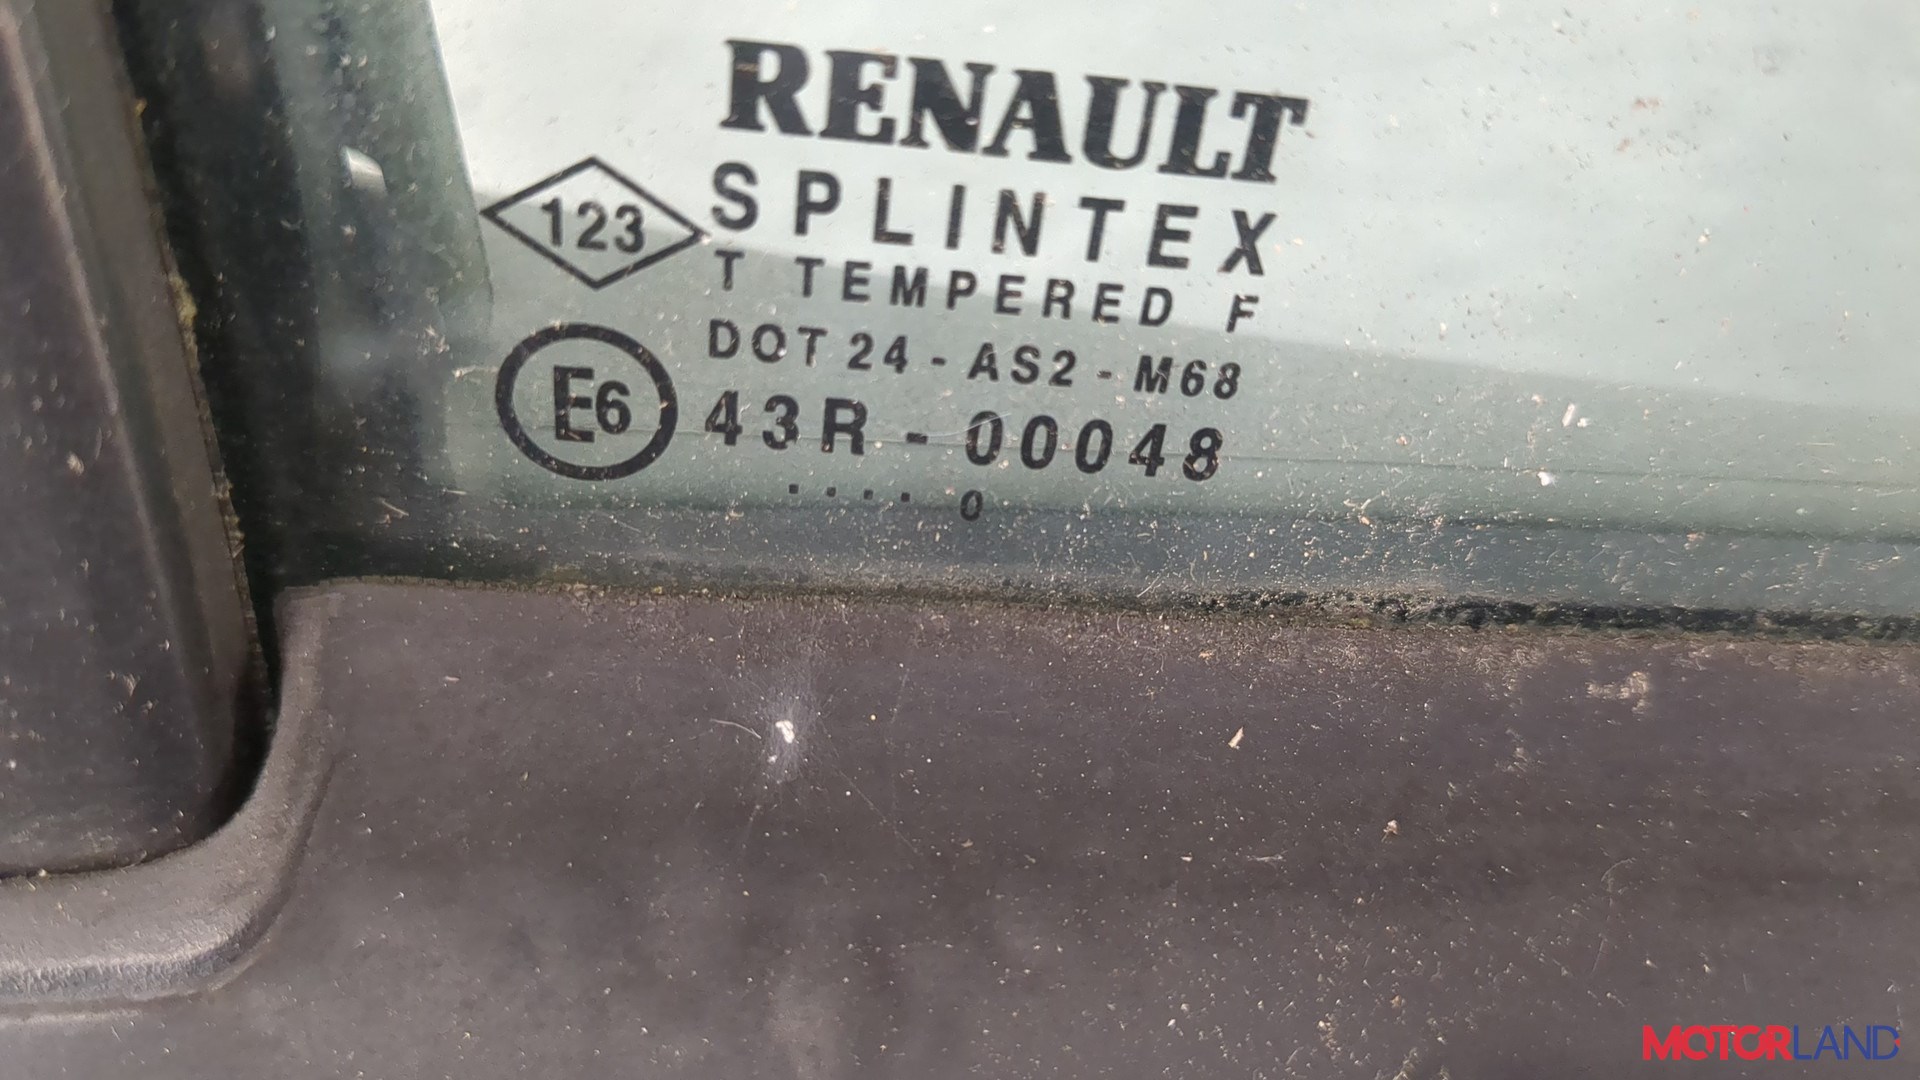 RENAULT
123
SPLINTEX
T TEMPERED F
DOT 24 - AS2 - M68
E6
43R - 00048
.... 0
MOTORLAND